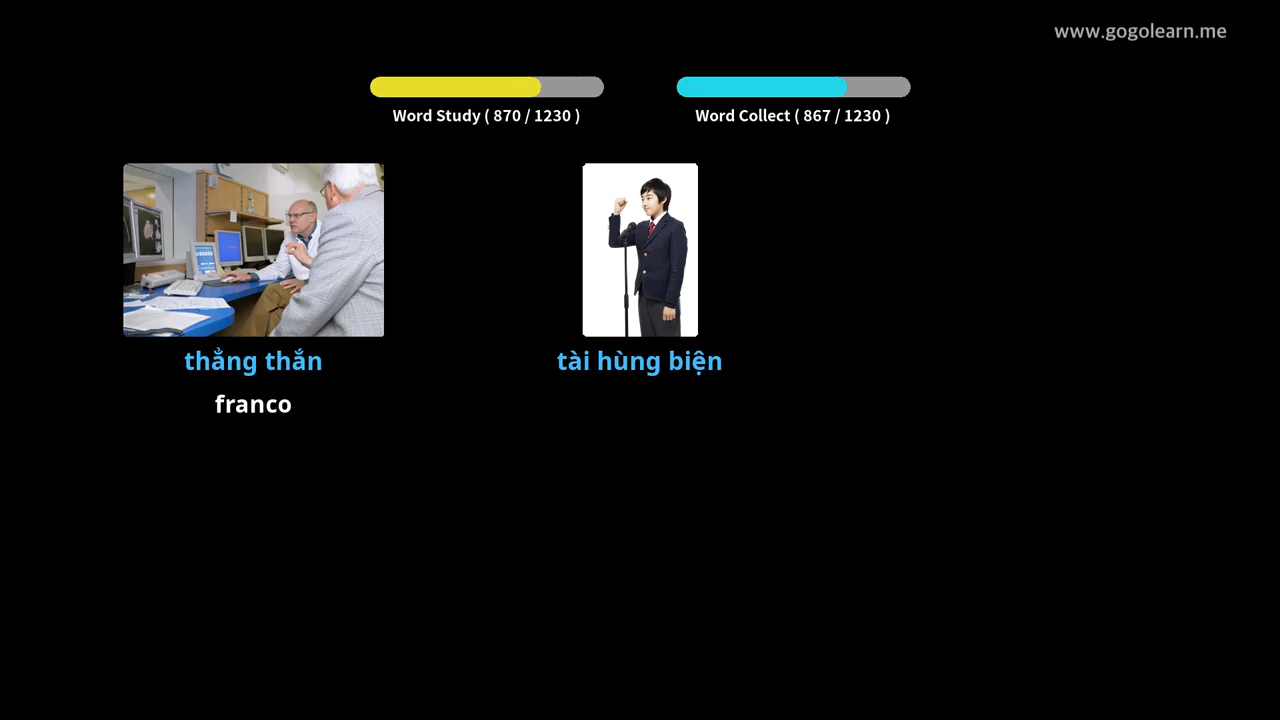 www.gogolearn.me
Word Study ( 870 / 1230 )
Word Collect ( 867 / 1230 )
thẳng thắn
franco
tài hùng biện